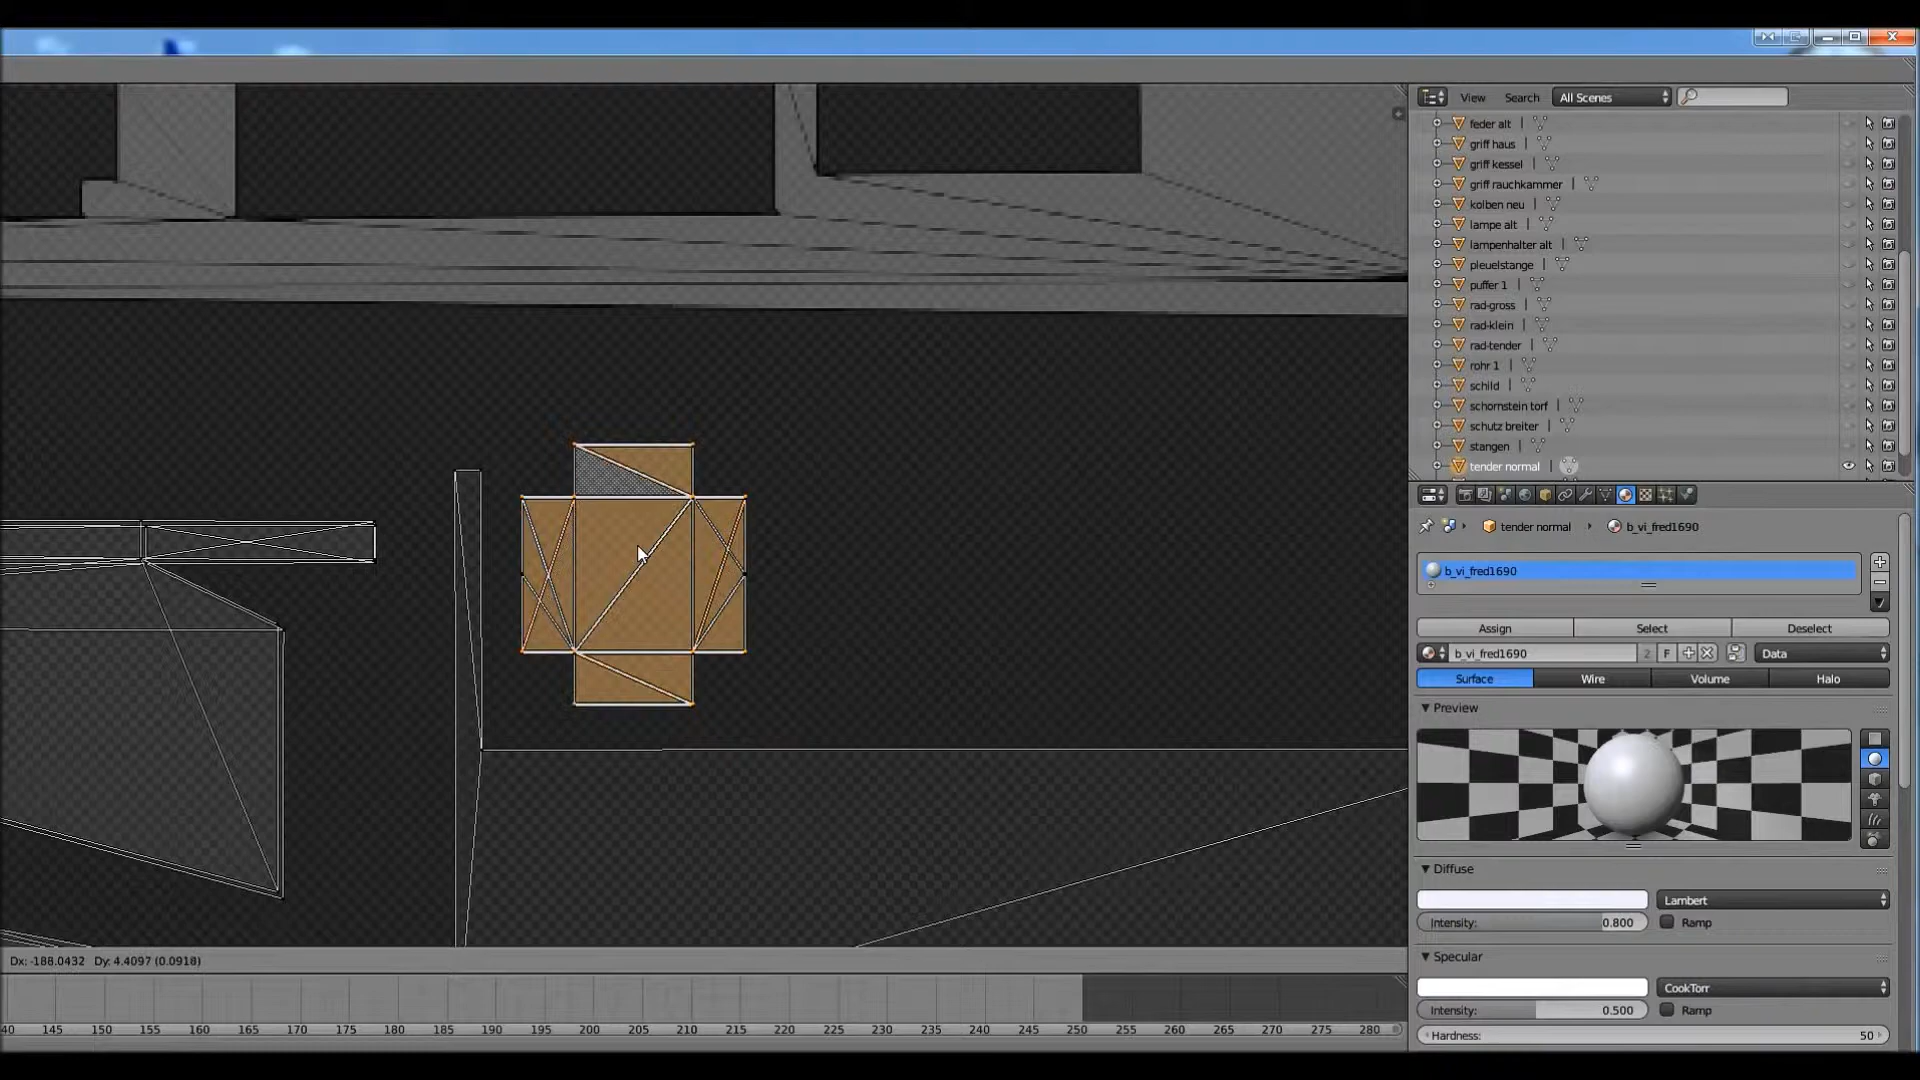 View Search All Scenes
feder alt
griff haus
griff kessel
griff rauchkammer
kolben neu
lampe alt
lampenhalter alt
pleuelstange
puffer 1
rad-gross
rad-klein
rad-tender
rohr 1
schild
schornstein torf
schutz breiter
stangen
tender normal
tender normal b_vi_fred1690
b_vi_fred1690
Assign Select Deselect
b_vi_fred1690 2 F Data
Surface Wire Volume Halo
Preview
Diffuse
Lambert
Intensity: 0.800 Ramp
Specular
CookTorr
Intensity: 0.500 Ramp
Hardness: 50
Dx: -188.0432 Dy: 4.4097 (0.0918)
40 145 150 155 160 165 170 175 180 185 190 195 200 205 210 215 220 225 230 235 240 245 250 255 260 265 270 275 280